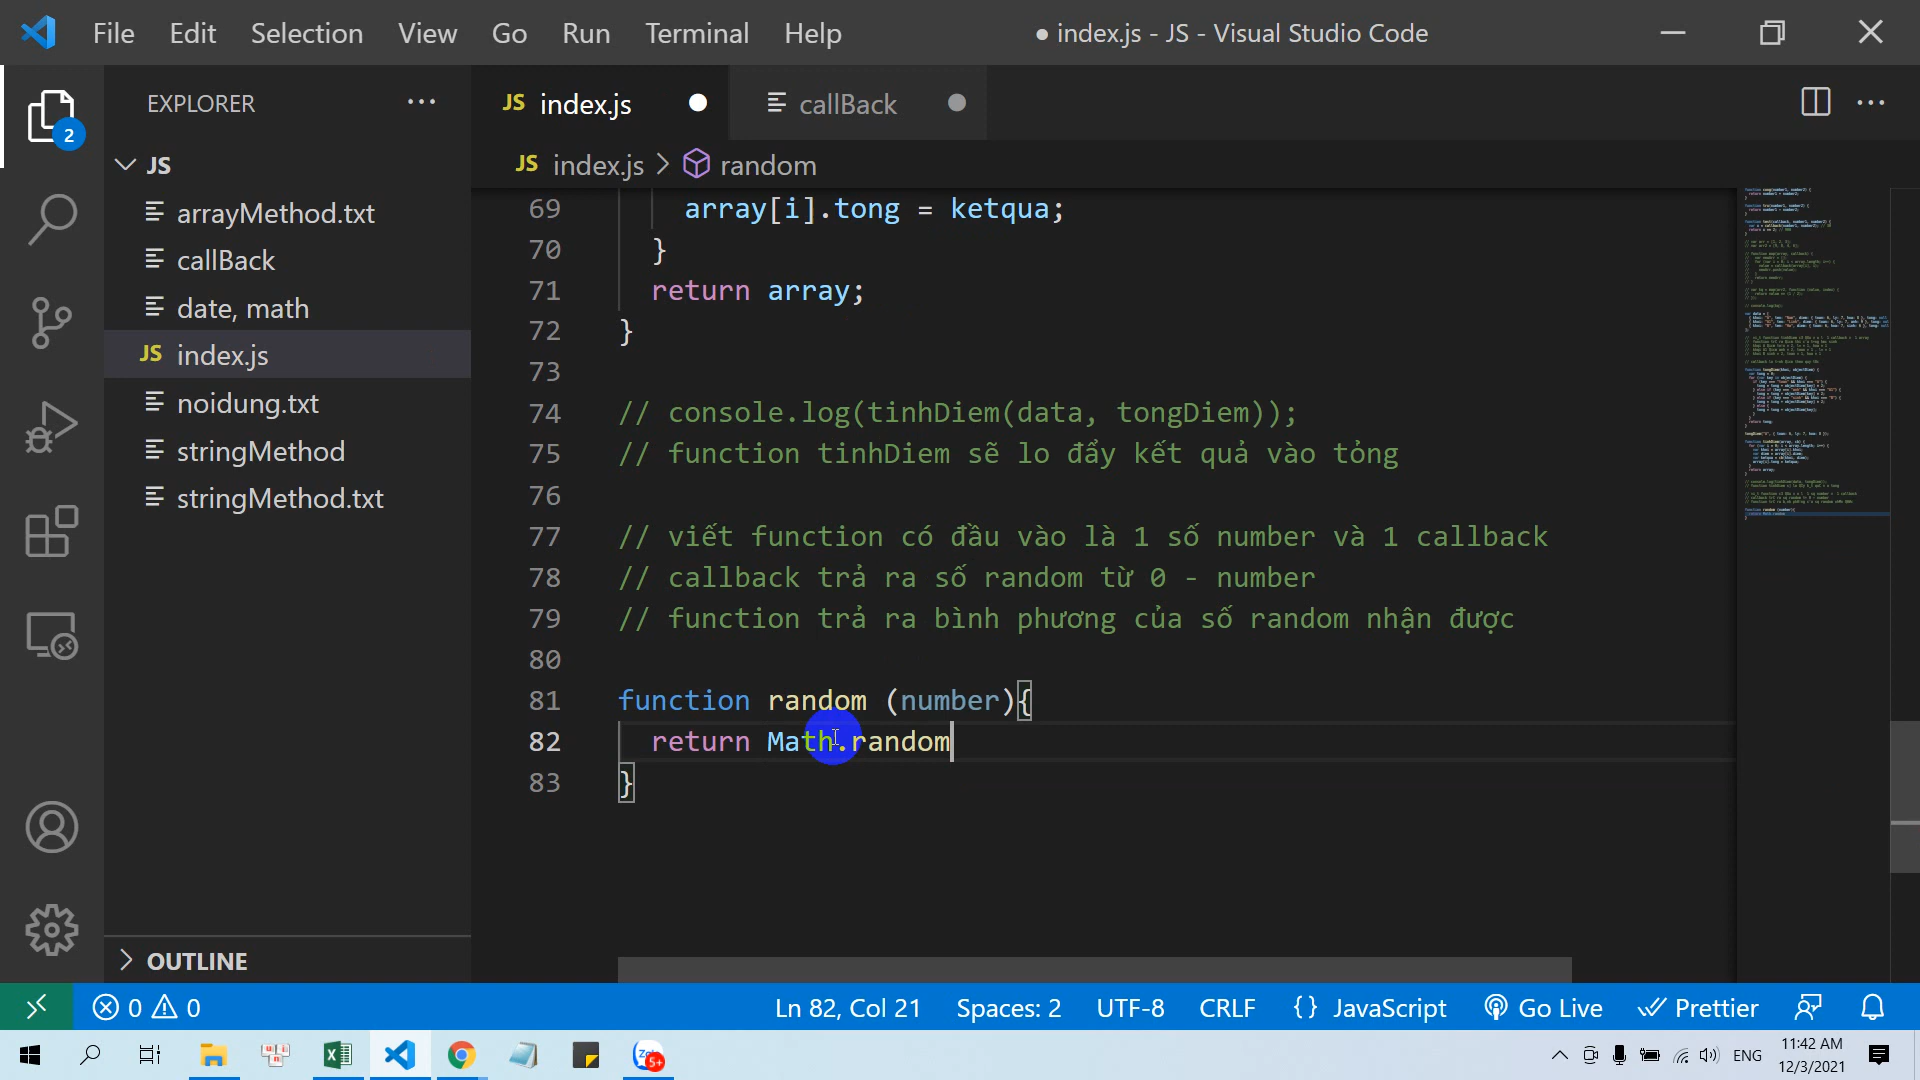 File Edit Selection View Go Run Terminal Help
● index.js - JS - Visual Studio Code
EXPLORER
JS index.js
callBack
JS index.js > random
JS
arrayMethod.txt
callBack
date, math
JS index.js
noidung.txt
stringMethod
stringMethod.txt
OUTLINE
2
69 array[i].tong = ketqua;
70 }
71 return array;
72 }
73
74 // console.log(tinhDiem(data, tongDiem));
75 // function tinhDiem sẽ lo đẩy kết quả vào tỏng
76
77 // viết function có đầu vào là 1 số number và 1 callback
78 // callback trả ra số random từ 0 - number
79 // function trả ra bình phương của số random nhận được
80
81 function random (number){
82 return Math.random
83 }
0 0
Ln 82, Col 21 Spaces: 2 UTF-8 CRLF {} JavaScript Go Live Prettier
5+
ENG
11:42 AM
12/3/2021